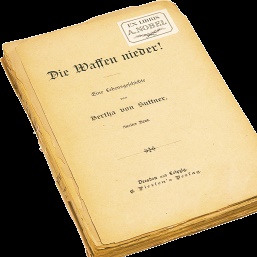 EX LIBRIS
A. NOBEL
Die Waffen nieder!
Eine Lebensgeschichte
von
Bertha von Suttner.
Zweiter Band.
Dresden und Leipzig
E. Pierson's Verlag.